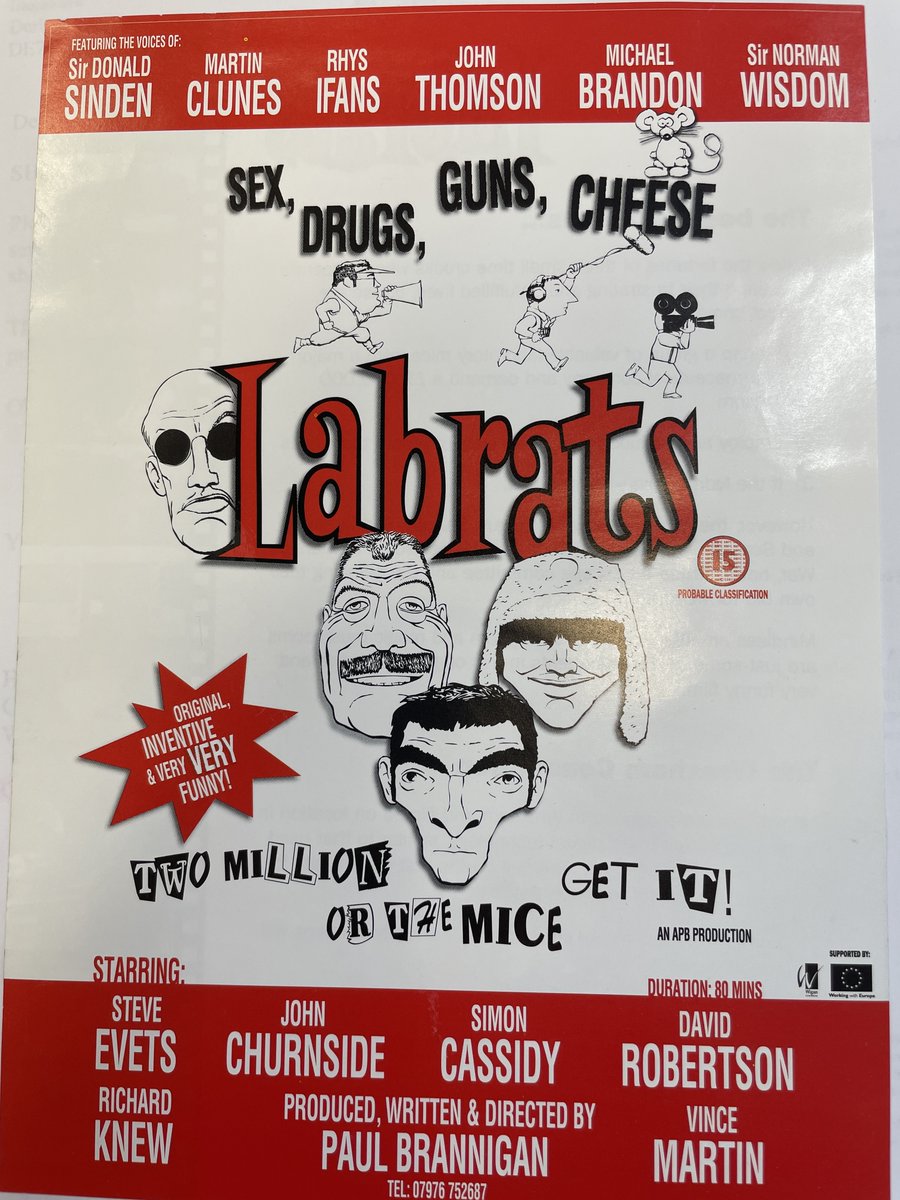 FEATURING THE VOICES OF:
Sir DONALD SINDEN
MARTIN CLUNES
RHYS IFANS
JOHN THOMSON
MICHAEL BRANDON
Sir NORMAN WISDOM
SEX, DRUGS, GUNS, CHEESE
Labrats
15
PROBABLE CLASSIFICATION
ORIGINAL,
INVENTIVE
& VERY VERY
FUNNY!
TWO MILLION
OR THE MICE
GET IT!
AN APB PRODUCTION
SUPPORTED BY:
Wigan
Working with Europe
STARRING:
DURATION: 80 MINS
STEVE EVETS
JOHN CHURNSIDE
SIMON CASSIDY
DAVID ROBERTSON
RICHARD KNEW
PRODUCED, WRITTEN & DIRECTED BY
PAUL BRANNIGAN
VINCE MARTIN
TEL: 07976 752687